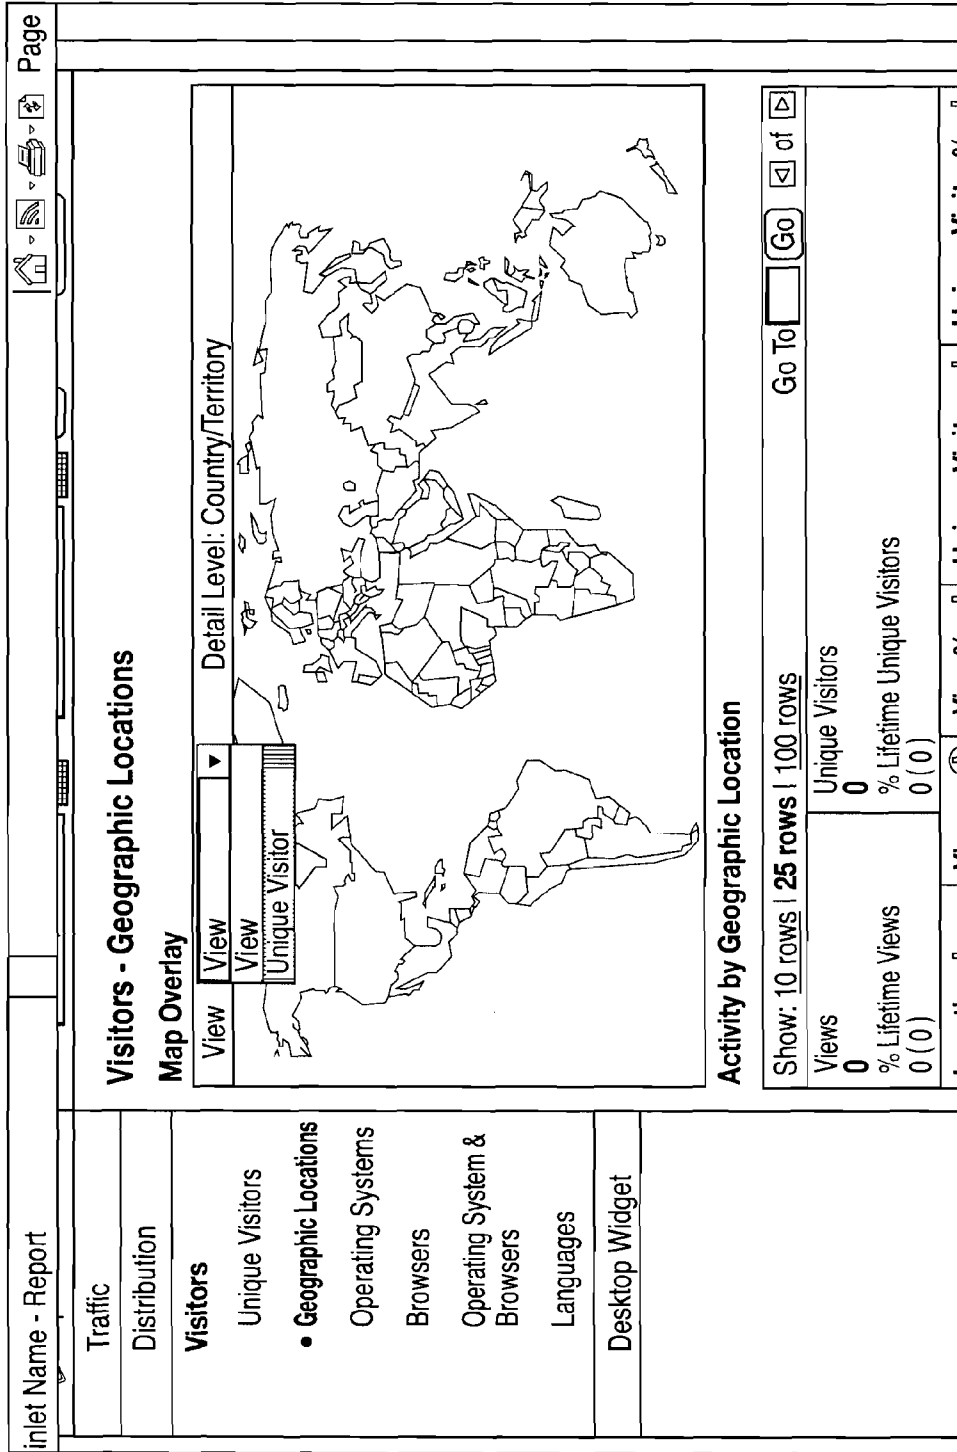 inlet Name - Report
Page
Traffic
Distribution
Visitors
Unique Visitors
• Geographic Locations
Operating Systems
Browsers
Operating System &
Browsers
Languages
Desktop Widget
Visitors - Geographic Locations
Map Overlay
View
View
Detail Level: Country/Territory
View
Unique Visitor
Activity by Geographic Location
Show: 10 rows | 25 rows | 100 rows
Go To
Go
of
Views
0
% Lifetime Views
0 ( 0 )
Unique Visitors
0
% Lifetime Unique Visitors
0 ( 0 )